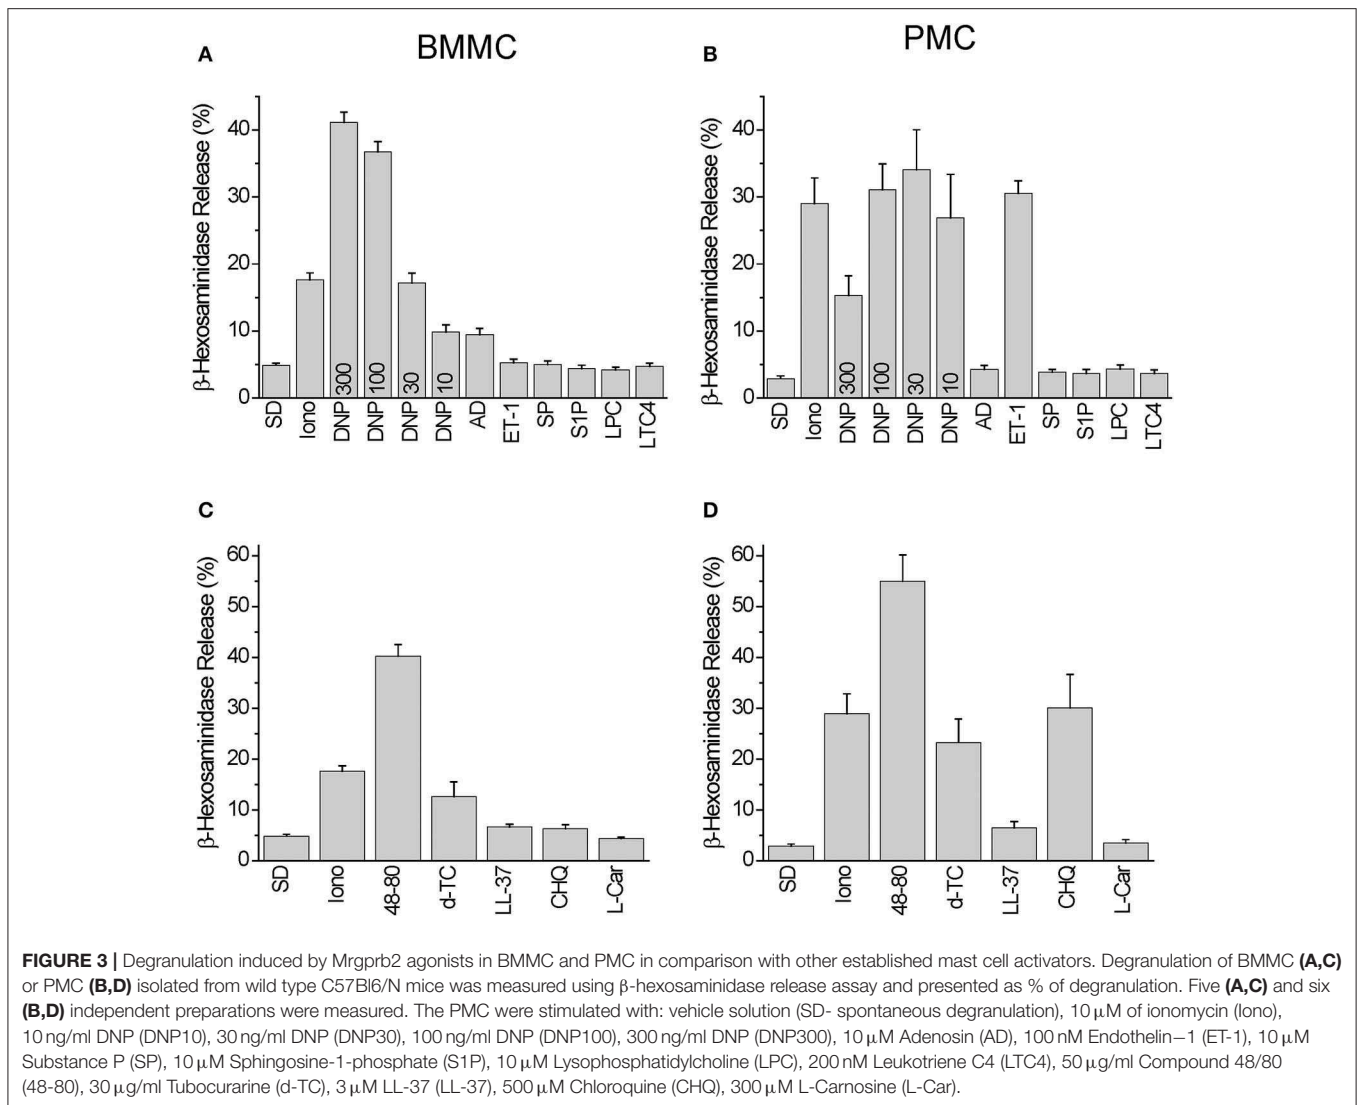 A
BMMC
β-Hexosaminidase Release (%)
40
30
20
10
0
300
100
30
10
SD
Iono
DNP
DNP
DNP
DNP
AD
ET-1
SP
S1P
LPC
LTC4
B
PMC
β-Hexosaminidase Release (%)
40
30
20
10
0
300
100
30
10
SD
Iono
DNP
DNP
DNP
DNP
AD
ET-1
SP
S1P
LPC
LTC4
C
β-Hexosaminidase Release (%)
60
50
40
30
20
10
0
SD
Iono
48-80
d-TC
LL-37
CHQ
L-Car
D
β-Hexosaminidase Release (%)
60
50
40
30
20
10
0
SD
Iono
48-80
d-TC
LL-37
CHQ
L-Car
FIGURE 3 | Degranulation induced by Mrgprb2 agonists in BMMC and PMC in comparison with other established mast cell activators. Degranulation of BMMC (A,C)
or PMC (B,D) isolated from wild type C57Bl6/N mice was measured using β-hexosaminidase release assay and presented as % of degranulation. Five (A,C) and six
(B,D) independent preparations were measured. The PMC were stimulated with: vehicle solution (SD- spontaneous degranulation), 10 μM of ionomycin (Iono),
10 ng/ml DNP (DNP10), 30 ng/ml DNP (DNP30), 100 ng/ml DNP (DNP100), 300 ng/ml DNP (DNP300), 10 μM Adenosin (AD), 100 nM Endothelin−1 (ET-1), 10 μM
Substance P (SP), 10 μM Sphingosine-1-phosphate (S1P), 10 μM Lysophosphatidylcholine (LPC), 200 nM Leukotriene C4 (LTC4), 50 μg/ml Compound 48/80
(48-80), 30 μg/ml Tubocurarine (d-TC), 3 μM LL-37 (LL-37), 500 μM Chloroquine (CHQ), 300 μM L-Carnosine (L-Car).